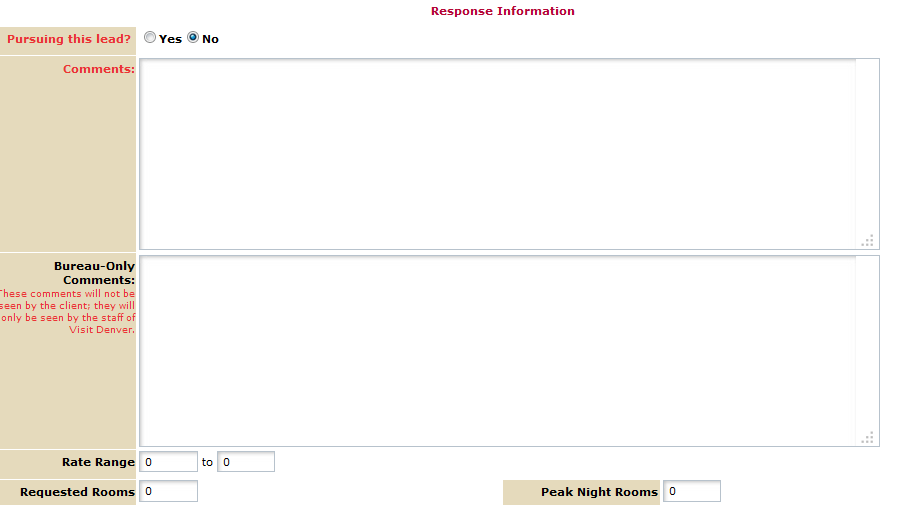 Response Information
Pursuing this lead? Yes No
Comments:
Bureau-Only
Comments:
These comments will not be
seen by the client; they will
only be seen by the staff of
Visit Denver.
Rate Range 0 to 0
Requested Rooms 0 Peak Night Rooms 0